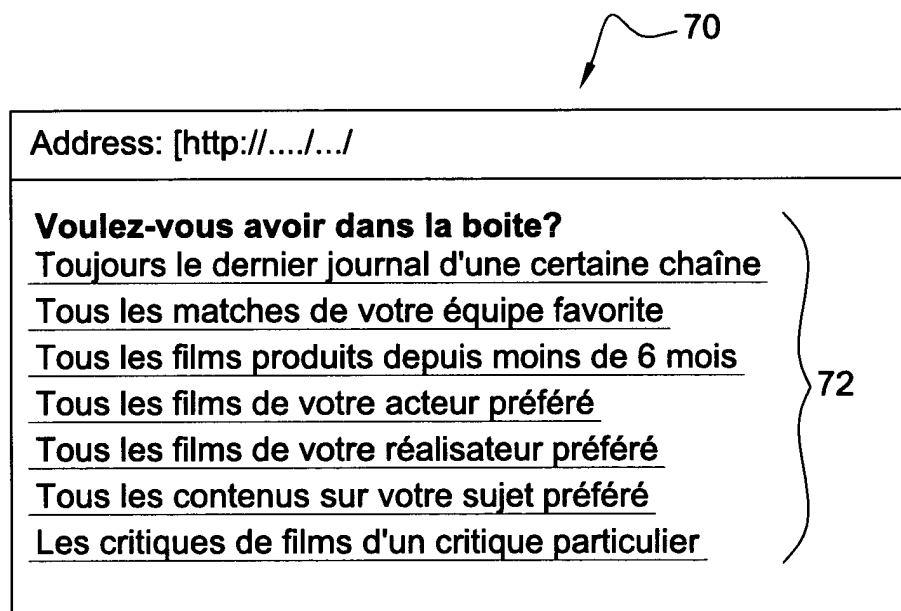 70
Address: [http://..../.../
Voulez-vous avoir dans la boite?
Toujours le dernier journal d'une certaine chaîne
Tous les matches de votre équipe favorite
Tous les films produits depuis moins de 6 mois
Tous les films de votre acteur préféré
Tous les films de votre réalisateur préféré
Tous les contenus sur votre sujet préféré
Les critiques de films d'un critique particulier
72